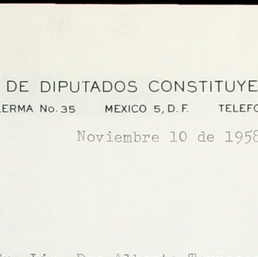 DE DIPUTADOS CONSTITUYE
LERMA No. 35 MEXICO 5, D. F. TELEFO
Noviembre 10 de 1958